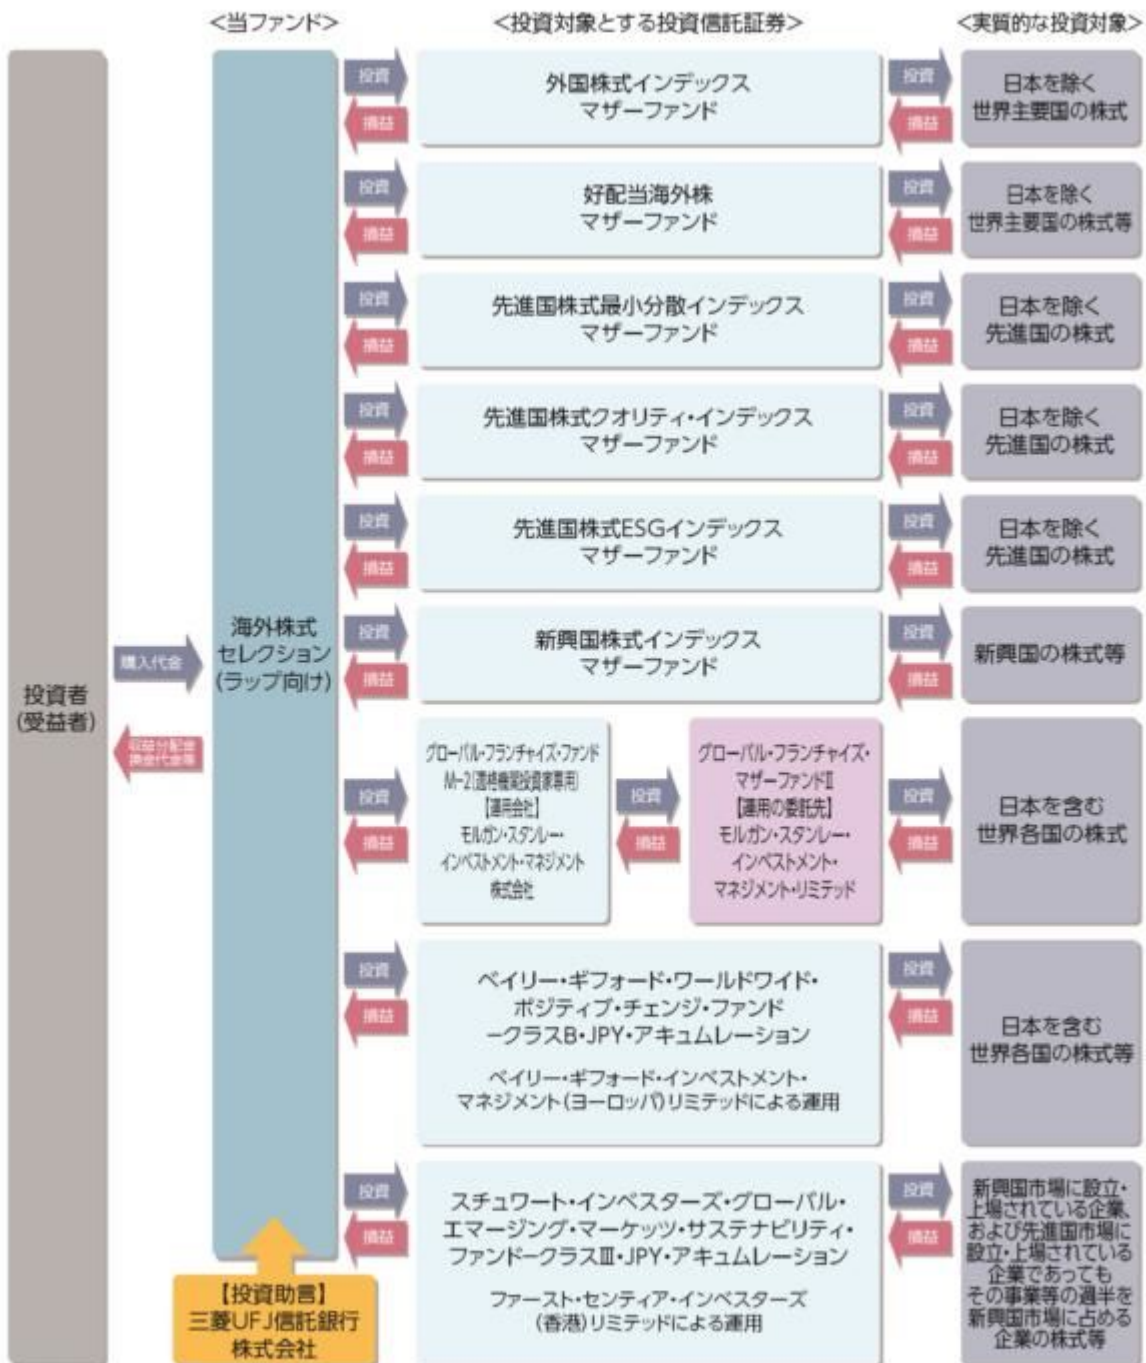 <当ファンド>
<投資対象とする投資信託証券>
<実質的な投資対象>
投資者
(受益者)
購入代金
収益分配金
換金代金等
海外株式
セレクション
(ラップ向け)
【投資助言】
三菱UFJ信託銀行
株式会社
投資
損益
外国株式インデックス
マザーファンド
投資
損益
日本を除く
世界主要国の株式
投資
損益
好配当海外株
マザーファンド
投資
損益
日本を除く
世界主要国の株式等
投資
損益
先進国株式最小分散インデックス
マザーファンド
投資
損益
日本を除く
先進国の株式
投資
損益
先進国株式クオリティ・インデックス
マザーファンド
投資
損益
日本を除く
先進国の株式
投資
損益
先進国株式ESGインデックス
マザーファンド
投資
損益
日本を除く
先進国の株式
投資
損益
新興国株式インデックス
マザーファンド
投資
損益
新興国の株式等
投資
損益
グローバル・フランチャイズ・ファンド
M-2(適格機関投資家専用)
【運用会社】
モルガン・スタンレー・
インベストメント・マネジメント
株式会社
投資
損益
グローバル・フランチャイズ・
マザーファンドⅡ
【運用の委託先】
モルガン・スタンレー・
インベストメント・
マネジメント・リミテッド
投資
損益
日本を含む
世界各国の株式
投資
損益
ベイリー・ギフォード・ワールドワイド・
ポジティブ・チェンジ・ファンド
ークラスB・JPY・アキュムレーション
ベイリー・ギフォード・インベストメント・
マネジメント(ヨーロッパ)リミテッドによる運用
投資
損益
日本を含む
世界各国の株式等
投資
損益
スチュワート・インベスターズ・グローバル・
エマージング・マーケッツ・サステナビリティ・
ファンドークラスⅢ・JPY・アキュムレーション
ファースト・センティア・インベスターズ
(香港)リミテッドによる運用
投資
損益
新興国市場に設立・
上場されている企業、
および先進国市場に
設立・上場されている
企業であっても
その事業等の過半を
新興国市場に占める
企業の株式等